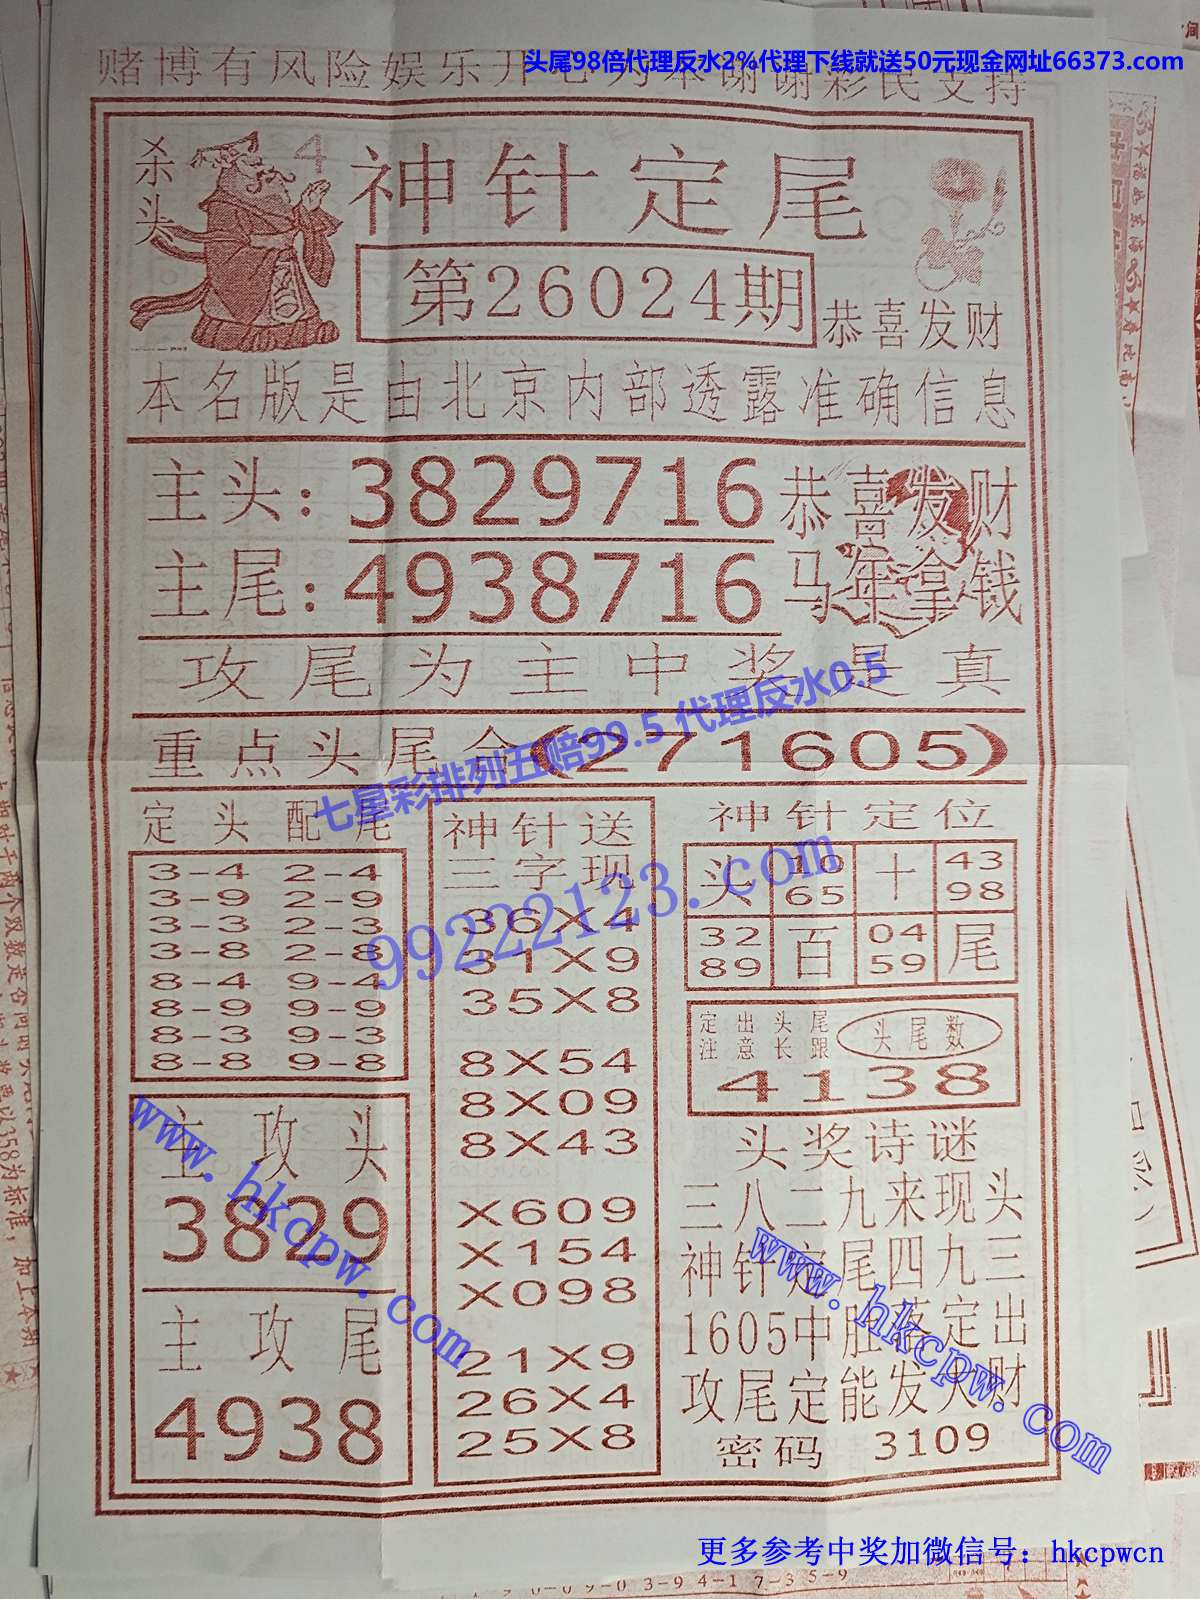 头尾98倍代理反水2%代理下线就送50元现金网址66373.com
赌博有风险娱乐开心为本谢谢彩民支持
杀头 4
神针定尾
第26024期
恭喜发财
本名版是由北京内部透露准确信息
主头:3829716 恭喜发财
主尾:4938716 马年拿钱
攻尾为主中奖是真
七星彩排列五赔99.5 代理反水0.5
重点头尾合(271605)
定头配尾
3-4 2-4
3-9 2-9
3-3 2-3
3-8 2-8
8-4 9-4
8-9 9-9
8-3 9-3
8-8 9-8
主攻头
3829
主攻尾
4938
神针送
三字现
36X4
31X9
35X8
8X54
8X09
8X43
X609
X154
X098
21X9
26X4
25X8
99222123.com
神针定位
头 10 十 43
65 98
32 百 04 尾
89 59
定出头尾 头尾数
注意长跟
4138
头奖诗谜
三八二九来现头
神针定尾四九三
1605中胆落定出
攻尾定能发大财
密码 3109
www.hkcpw.com
www.hkcpw.com
更多参考中奖加微信号：hkcpwcn